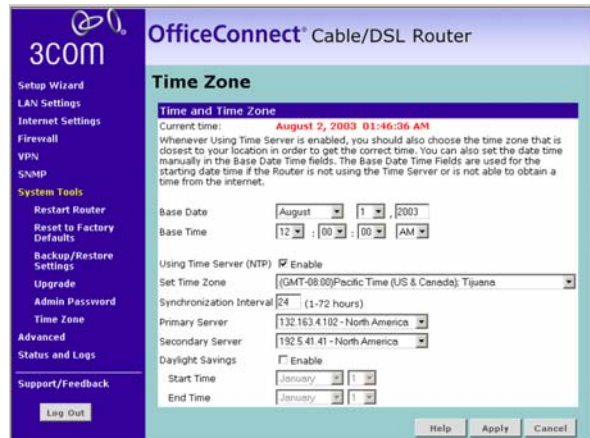 3COM
OfficeConnect® Cable/DSL Router
Setup Wizard
LAN Settings
Internet Settings
Firewall
VPN
SNMP
System Tools
Restart Router
Reset to Factory
Defaults
Backup/Restore
Settings
Upgrade
Admin Password
Time Zone
Advanced
Status and Logs
Support/Feedback
Log Out
Time Zone
Time and Time Zone
Current time: August 2, 2003 01:46:36 AM
Whenever Using Time Server is enabled, you should also choose the time zone that is
closest to your location in order to get the correct time. You can also set the date time
manually in the Base Date Time fields. The Base Date Time Fields are used for the
starting date time if the Router is not using the Time Server or is not able to obtain a
time from the internet.
Base Date August 1 , 2003
Base Time 12 : 00 : 00 AM
Using Time Server (NTP) Enable
Set Time Zone (GMT-08:00)Pacific Time (US & Canada); Tijuana
Synchronization Interval 24 (1-72 hours)
Primary Server 132.163.4.102 - North America
Secondary Server 192.5.41.41 - North America
Daylight Savings Enable
Start Time January 1
End Time January 1
Help Apply Cancel